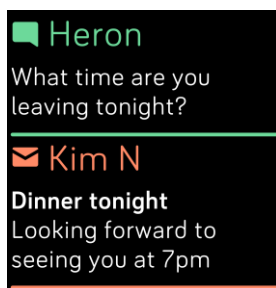 Heron
What time are you
leaving tonight?
Kim N
Dinner tonight
Looking forward to
seeing you at 7pm